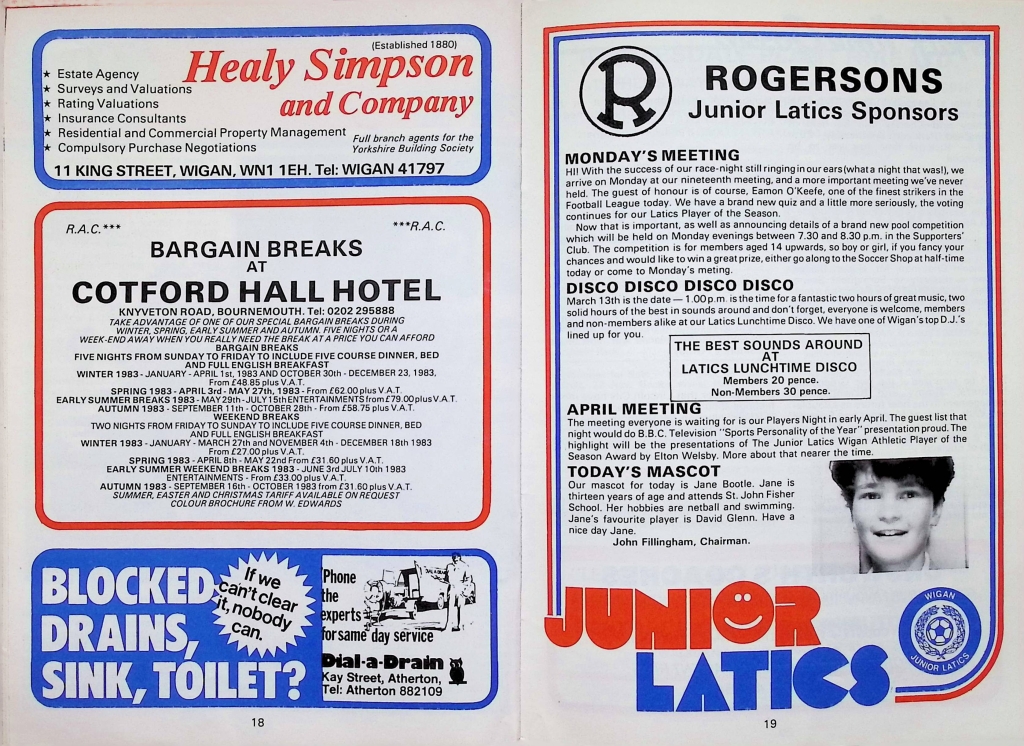 (Established 1880)
Healy Simpson
and Company
★ Estate Agency
★ Surveys and Valuations
★ Rating Valuations
★ Insurance Consultants
★ Residential and Commercial Property Management
★ Compulsory Purchase Negotiations
Full branch agents for the
Yorkshire Building Society
11 KING STREET, WIGAN, WN1 1EH. Tel: WIGAN 41797
R.A.C.*** ***R.A.C.
BARGAIN BREAKS
AT
COTFORD HALL HOTEL
KNYVETON ROAD, BOURNEMOUTH. Tel: 0202 295888
TAKE ADVANTAGE OF ONE OF OUR SPECIAL BARGAIN BREAKS DURING
WINTER, SPRING, EARLY SUMMER AND AUTUMN. FIVE NIGHTS OR A
WEEK-END AWAY WHEN YOU REALLY NEED THE BREAK AT A PRICE YOU CAN AFFORD
BARGAIN BREAKS
FIVE NIGHTS FROM SUNDAY TO FRIDAY TO INCLUDE FIVE COURSE DINNER, BED
AND FULL ENGLISH BREAKFAST
WINTER 1983 - JANUARY - APRIL 1st, 1983 AND OCTOBER 30th - DECEMBER 23, 1983,
From £48.85 plus V.A.T.
SPRING 1983 - APRIL 3rd - MAY 27th, 1983 - From £62.00 plus V.A.T.
EARLY SUMMER BREAKS 1983 - MAY 29th - JULY 15th ENTERTAINMENTS from £79.00 plus V.A.T.
AUTUMN 1983 - SEPTEMBER 11th - OCTOBER 28th - From £58.75 plus V.A.T.
WEEKEND BREAKS
TWO NIGHTS FROM FRIDAY TO SUNDAY TO INCLUDE FIVE COURSE DINNER, BED
AND FULL ENGLISH BREAKFAST
WINTER 1983 - JANUARY - MARCH 27th and NOVEMBER 4th - DECEMBER 18th 1983
From £27.00 plus V.A.T.
SPRING 1983 - APRIL 8th - MAY 22nd From £31.60 plus V.A.T.
EARLY SUMMER WEEKEND BREAKS 1983 - JUNE 3rd JULY 10th 1983
ENTERTAINMENTS - From £33.00 plus V.A.T.
AUTUMN 1983 - SEPTEMBER 16th - OCTOBER 1983 from £31.60 plus V.A.T.
SUMMER, EASTER AND CHRISTMAS TARIFF AVAILABLE ON REQUEST
COLOUR BROCHURE FROM W. EDWARDS
BLOCKED
DRAINS,
SINK, TOILET?
If we
can't clear
it, nobody
can.
Phone
the
experts
for same day service
Dial-a-Drain
Kay Street, Atherton,
Tel: Atherton 882109
18
R
ROGERSONS
Junior Latics Sponsors
MONDAY'S MEETING
HI! With the success of our race-night still ringing in our ears (what a night that was!), we
arrive on Monday at our nineteenth meeting, and a more important meeting we've never
held. The guest of honour is of course, Eamon O'Keefe, one of the finest strikers in the
Football League today. We have a brand new quiz and a little more seriously, the voting
continues for our Latics Player of the Season.
Now that is important, as well as announcing details of a brand new pool competition
which will be held on Monday evenings between 7.30 and 8.30 p.m. in the Supporters'
Club. The competition is for members aged 14 upwards, so boy or girl, if you fancy your
chances and would like to win a great prize, either go along to the Soccer Shop at half-time
today or come to Monday's meting.
DISCO DISCO DISCO DISCO
March 13th is the date — 1.00 p.m. is the time for a fantastic two hours of great music, two
solid hours of the best in sounds around and don't forget, everyone is welcome, members
and non-members alike at our Latics Lunchtime Disco. We have one of Wigan's top D.J.'s
lined up for you.
THE BEST SOUNDS AROUND
AT
LATICS LUNCHTIME DISCO
Members 20 pence.
Non-Members 30 pence.
APRIL MEETING
The meeting everyone is waiting for is our Players Night in early April. The guest list that
night would do B.B.C. Television "Sports Personality of the Year" presentation proud. The
highlight will be the presentations of The Junior Latics Wigan Athletic Player of the
Season Award by Elton Welsby. More about that nearer the time.
TODAY'S MASCOT
Our mascot for today is Jane Bootle. Jane is
thirteen years of age and attends St. John Fisher
School. Her hobbies are netball and swimming.
Jane's favourite player is David Glenn. Have a
nice day Jane.
John Fillingham, Chairman.
JUNIOR
LATICS
WIGAN
JUNIOR LATICS
19